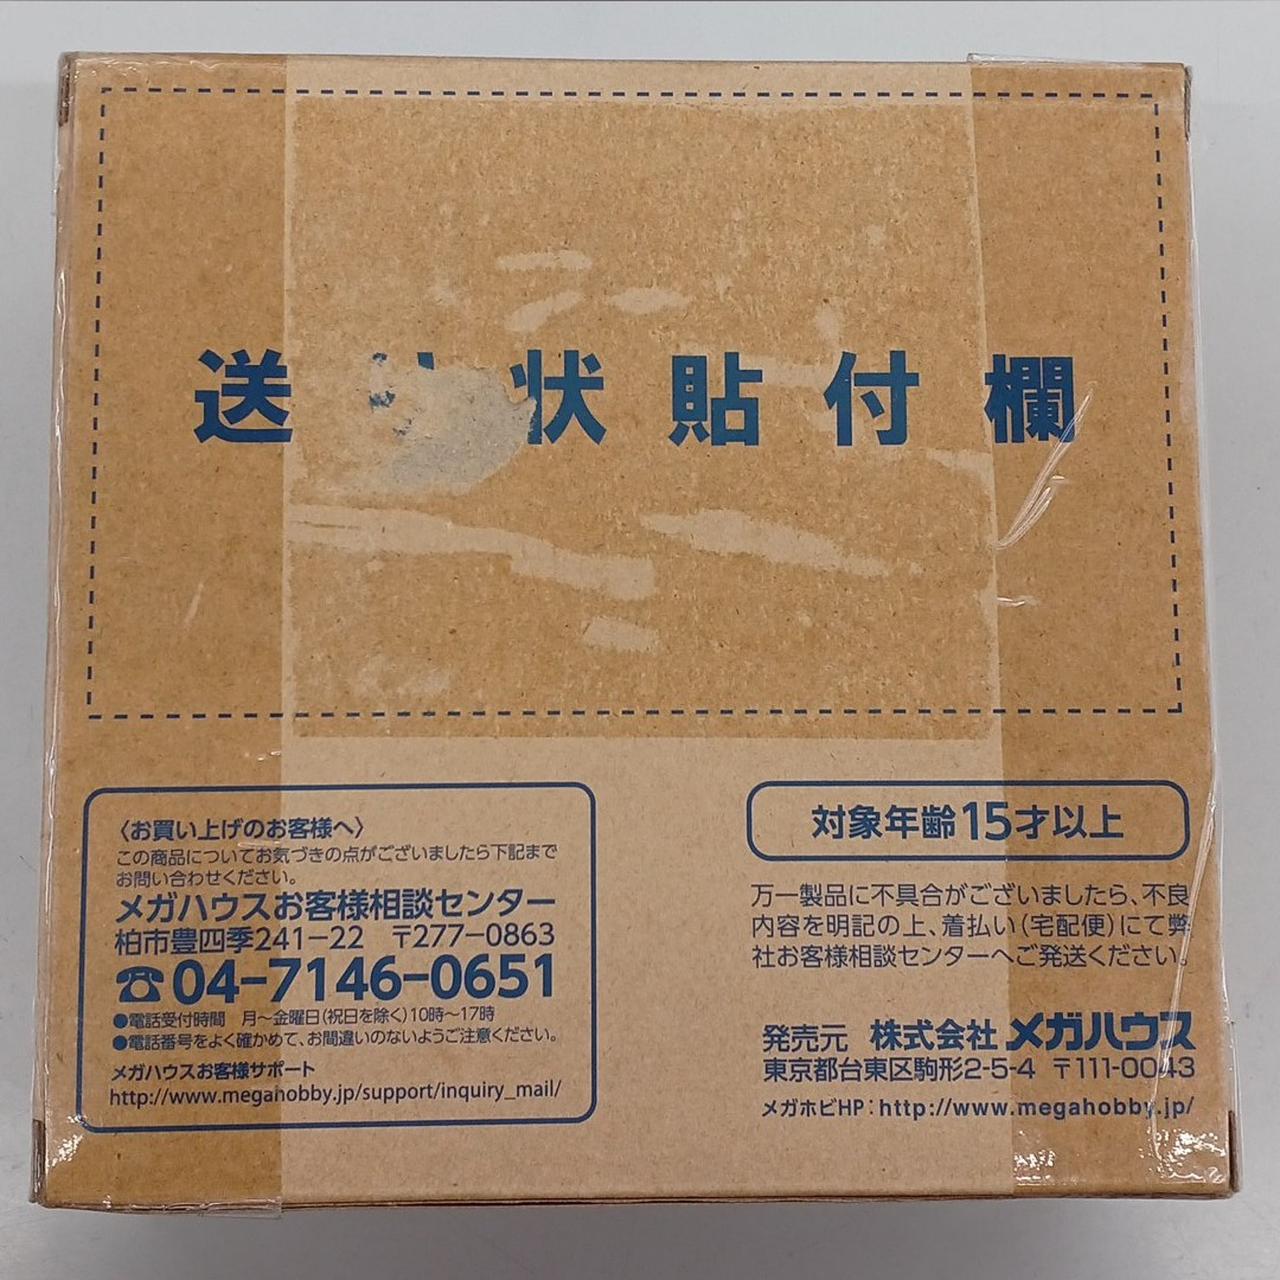 送 状貼付欄
〈お買い上げのお客様へ〉
この商品についてお気づきの点がございましたら下記まで
お問い合わせください。
メガハウスお客様相談センター
柏市豊四季241−22 〒277−0863
☎04−7146−0651
●電話受付時間 月〜金曜日(祝日を除く)10時〜17時
●電話番号をよく確かめて、お間違いのないようご注意ください。
メガハウスお客様サポート
http://www.megahobby.jp/support/inquiry_mail/
対象年齢15才以上
万一製品に不具合がございましたら、不良
内容を明記の上、着払い(宅配便)にて弊
社お客様相談センターへご発送ください。
発売元 株式会社メガハウス
東京都台東区駒形2-5-4 〒111-0043
メガホビHP:http://www.megahobby.jp/